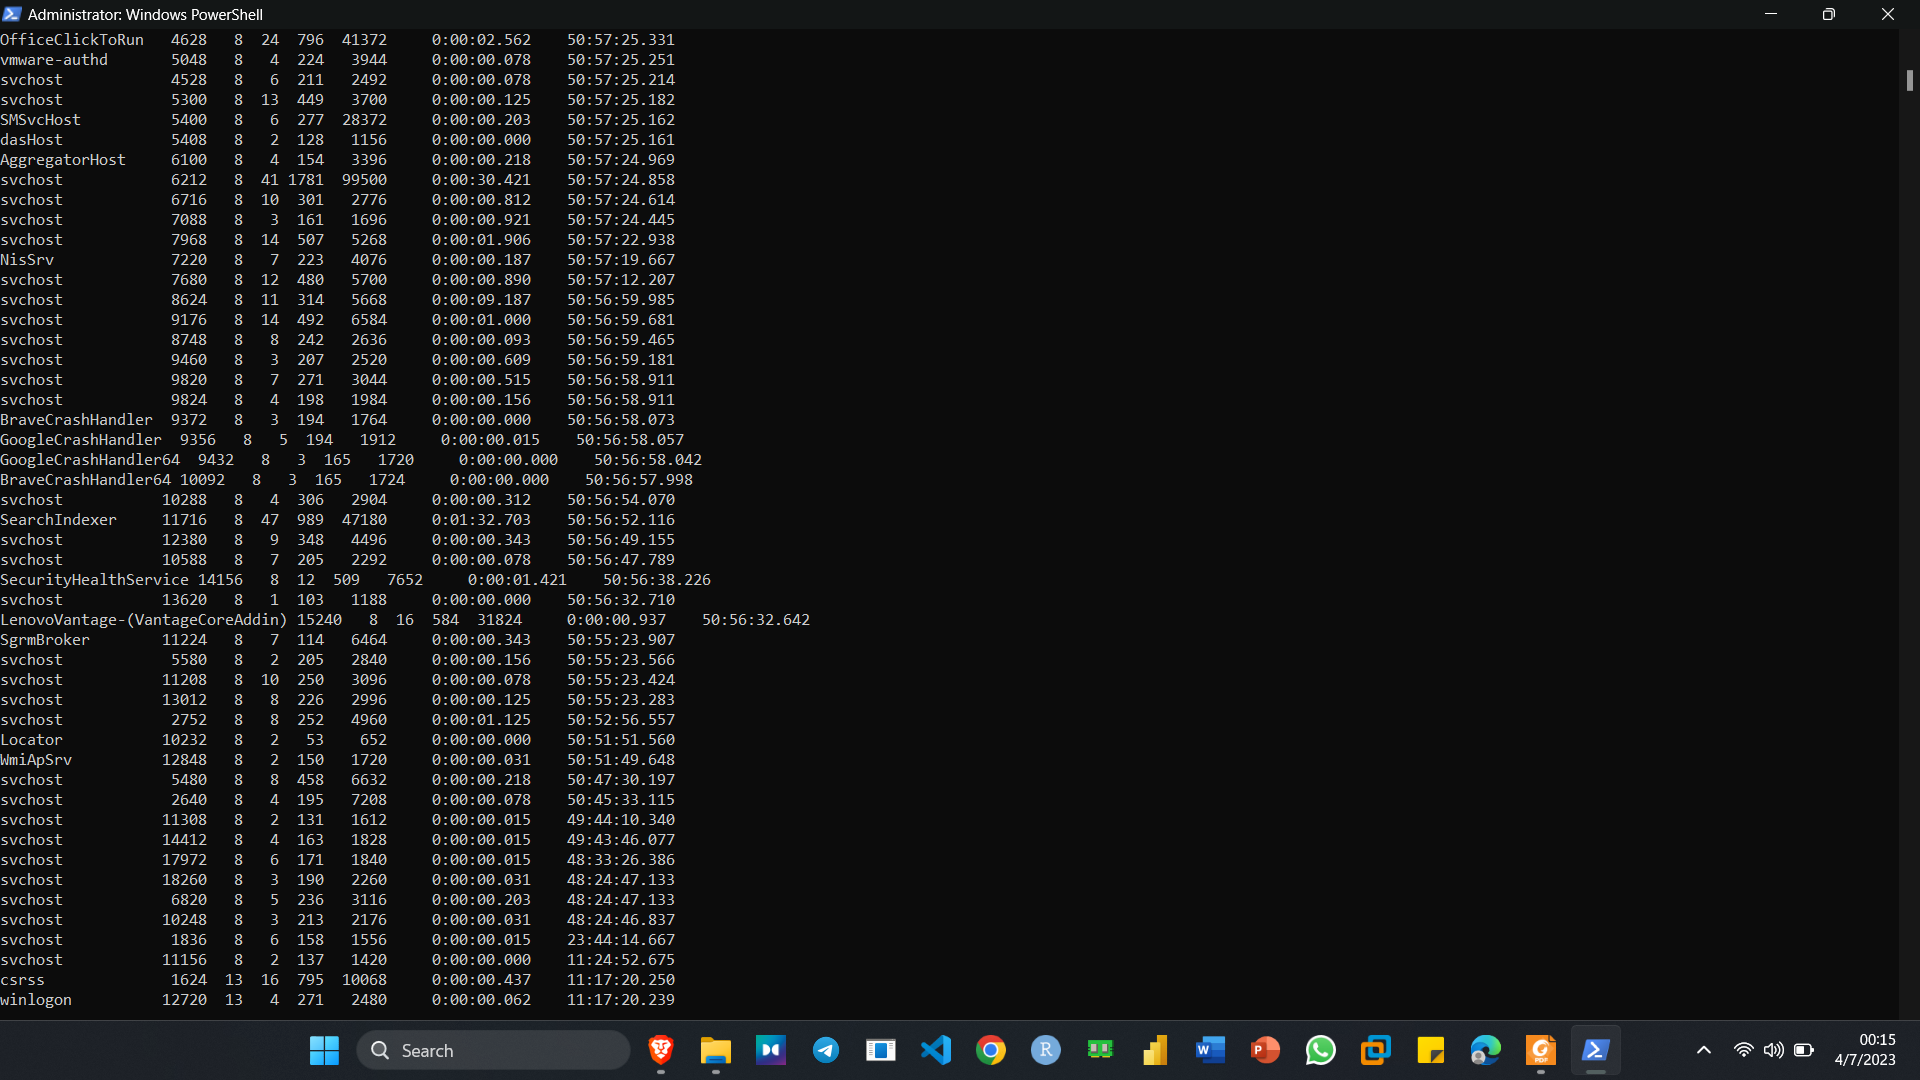 Administrator: Windows PowerShell
OfficeClickToRun   4628   8  24  796  41372     0:00:02.562    50:57:25.331
vmware-authd       5048   8   4  224   3944     0:00:00.078    50:57:25.251
svchost            4528   8   6  211   2492     0:00:00.078    50:57:25.214
svchost            5300   8  13  449   3700     0:00:00.125    50:57:25.182
SMSvcHost          5400   8   6  277  28372     0:00:00.203    50:57:25.162
dasHost            5408   8   2  128   1156     0:00:00.000    50:57:25.161
AggregatorHost     6100   8   4  154   3396     0:00:00.218    50:57:24.969
svchost            6212   8  41 1781  99500     0:00:30.421    50:57:24.858
svchost            6716   8  10  301   2776     0:00:00.812    50:57:24.614
svchost            7088   8   3  161   1696     0:00:00.921    50:57:24.445
svchost            7968   8  14  507   5268     0:00:01.906    50:57:22.938
NisSrv             7220   8   7  223   4076     0:00:00.187    50:57:19.667
svchost            7680   8  12  480   5700     0:00:00.890    50:57:12.207
svchost            8624   8  11  314   5668     0:00:09.187    50:56:59.985
svchost            9176   8  14  492   6584     0:00:01.000    50:56:59.681
svchost            8748   8   8  242   2636     0:00:00.093    50:56:59.465
svchost            9460   8   3  207   2520     0:00:00.609    50:56:59.181
svchost            9820   8   7  271   3044     0:00:00.515    50:56:58.911
svchost            9824   8   4  198   1984     0:00:00.156    50:56:58.911
BraveCrashHandler  9372   8   3  194   1764     0:00:00.000    50:56:58.073
GoogleCrashHandler  9356   8   5  194   1912     0:00:00.015    50:56:58.057
GoogleCrashHandler64  9432   8   3  165   1720     0:00:00.000    50:56:58.042
BraveCrashHandler64 10092   8   3  165   1724     0:00:00.000    50:56:57.998
svchost           10288   8   4  306   2904     0:00:00.312    50:56:54.070
SearchIndexer     11716   8  47  989  47180     0:01:32.703    50:56:52.116
svchost           12380   8   9  348   4496     0:00:00.343    50:56:49.155
svchost           10588   8   7  205   2292     0:00:00.078    50:56:47.789
SecurityHealthService 14156   8  12  509   7652     0:00:01.421    50:56:38.226
svchost           13620   8   1  103   1188     0:00:00.000    50:56:32.710
LenovoVantage-(VantageCoreAddin) 15240   8  16  584  31824     0:00:00.937    50:56:32.642
SgrmBroker        11224   8   7  114   6464     0:00:00.343    50:55:23.907
svchost            5580   8   2  205   2840     0:00:00.156    50:55:23.566
svchost           11208   8  10  250   3096     0:00:00.078    50:55:23.424
svchost           13012   8   8  226   2996     0:00:00.125    50:55:23.283
svchost            2752   8   8  252   4960     0:00:01.125    50:52:56.557
Locator           10232   8   2   53    652     0:00:00.000    50:51:51.560
WmiApSrv          12848   8   2  150   1720     0:00:00.031    50:51:49.648
svchost            5480   8   8  458   6632     0:00:00.218    50:47:30.197
svchost            2640   8   4  195   7208     0:00:00.078    50:45:33.115
svchost           11308   8   2  131   1612     0:00:00.015    49:44:10.340
svchost           14412   8   4  163   1828     0:00:00.015    49:43:46.077
svchost           17972   8   6  171   1840     0:00:00.015    48:33:26.386
svchost           18260   8   3  190   2260     0:00:00.031    48:24:47.133
svchost            6820   8   5  236   3116     0:00:00.203    48:24:47.133
svchost           10248   8   3  213   2176     0:00:00.031    48:24:46.837
svchost            1836   8   6  158   1556     0:00:00.015    23:44:14.667
svchost           11156   8   2  137   1420     0:00:00.000    11:24:52.675
csrss              1624  13  16  795  10068     0:00:00.437    11:17:20.250
winlogon          12720  13   4  271   2480     0:00:00.062    11:17:20.239
Search
00:15
4/7/2023